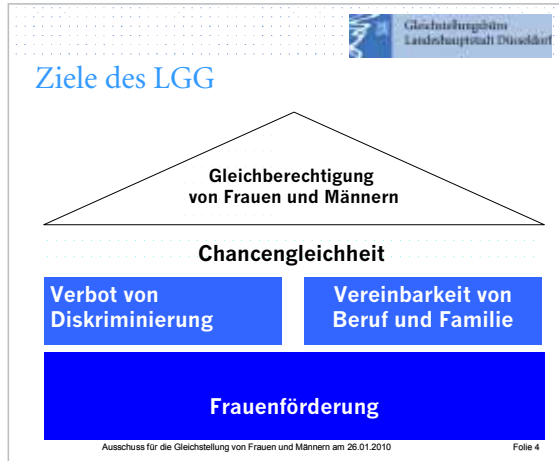 Gleichstellungsbüro
Landeshauptstadt Düsseldorf
Ziele des LGG
Gleichberechtigung
von Frauen und Männern
Chancengleichheit
Verbot von
Diskriminierung
Vereinbarkeit von
Beruf und Familie
Frauenförderung
Ausschuss für die Gleichstellung von Frauen und Männern am 26.01.2010 Folie 4